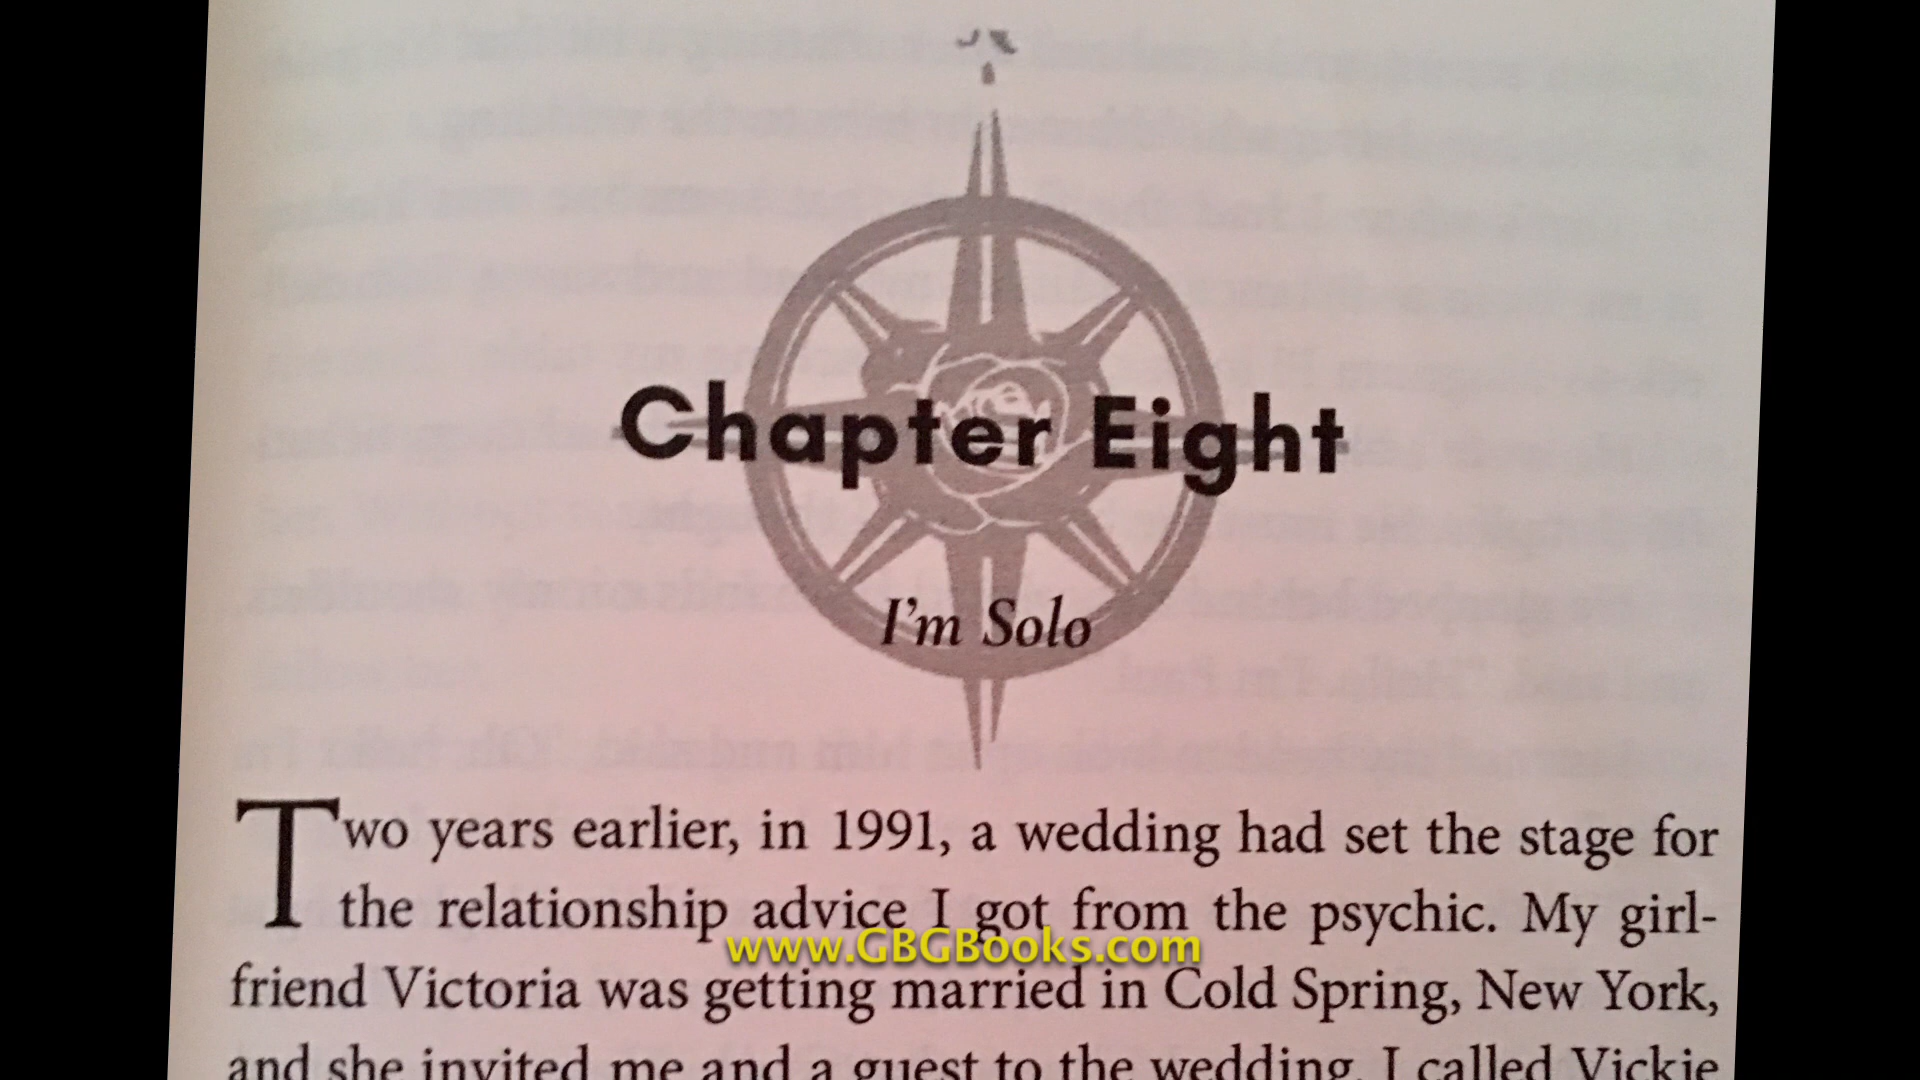 Chapter Eight
I'm Solo
Two years earlier, in 1991, a wedding had set the stage for
the relationship advice I got from the psychic. My girl-
www.GBGBooks.com
friend Victoria was getting married in Cold Spring, New York,
and she invited me and a guest to the wedding. I called Vickie